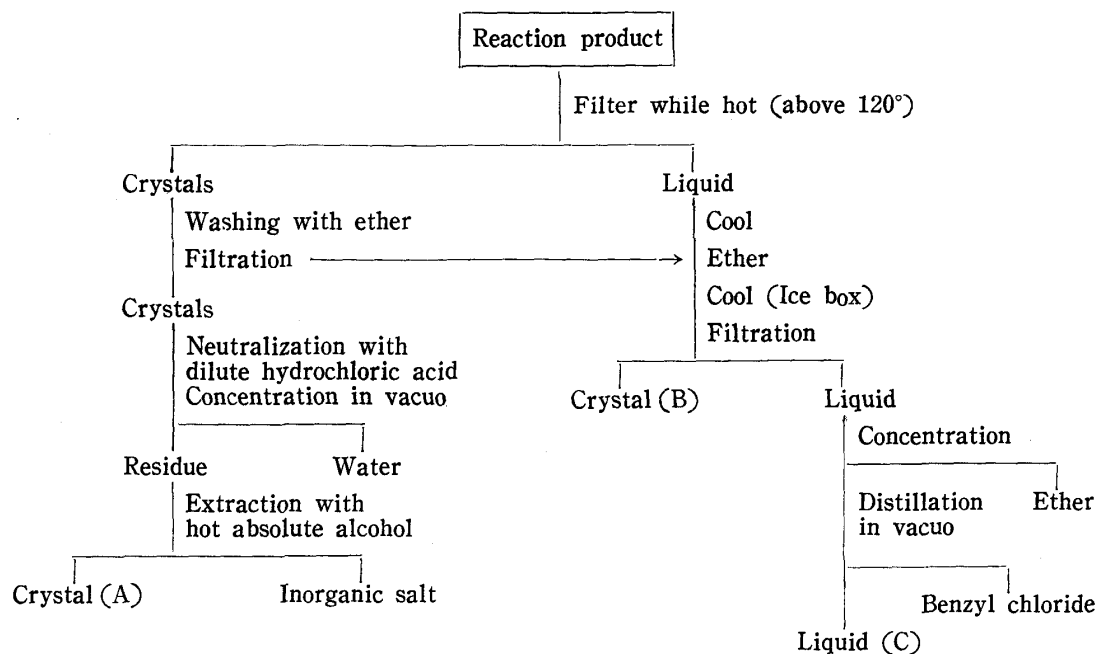 Reaction product
Filter while hot (above 120°)
Crystals
Liquid
Washing with ether
Filtration
Cool
Ether
Cool (Ice box)
Filtration
Crystals
Neutralization with
dilute hydrochloric acid
Concentration in vacuo
Crystal (B)
Liquid
Residue
Water
Concentration
Extraction with
hot absolute alcohol
Distillation
in vacuo
Ether
Crystal (A)
Inorganic salt
Benzyl chloride
Liquid (C)